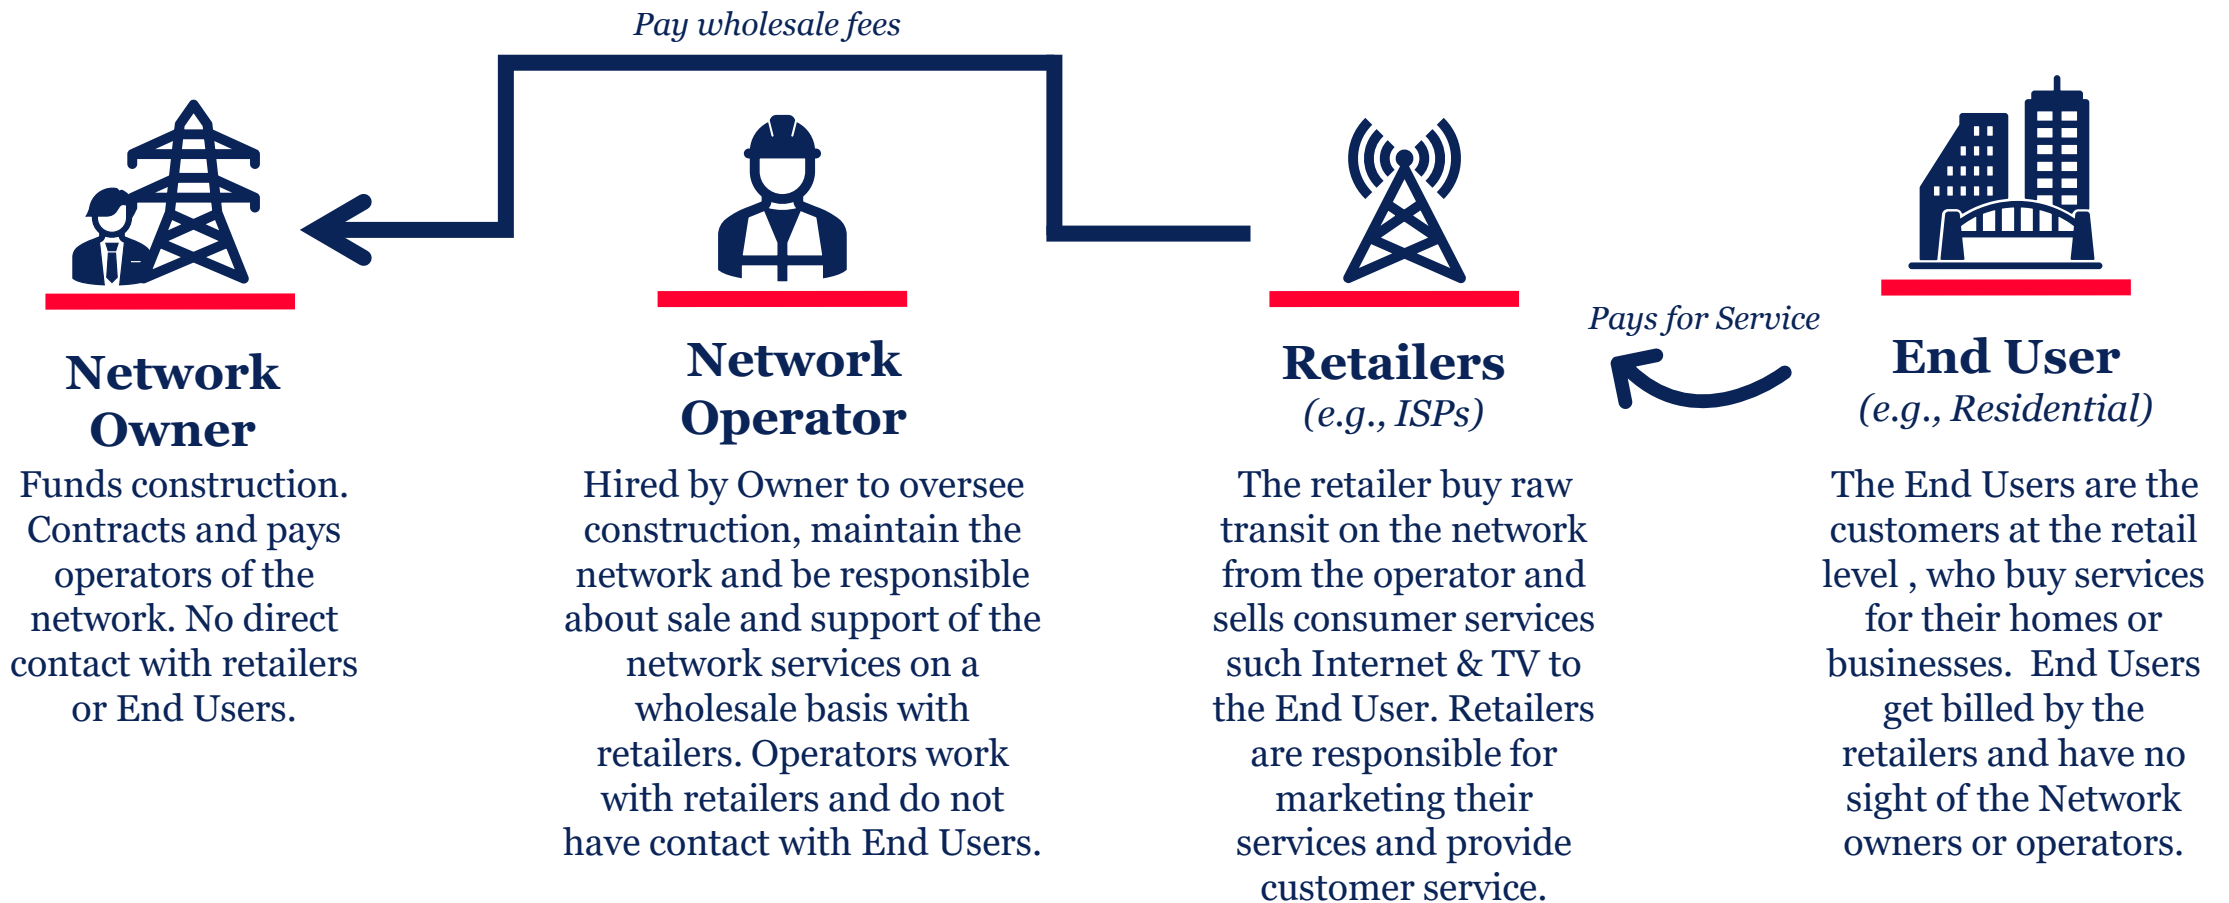 Pay wholesale fees
Network
Owner
Funds construction.
Contracts and pays
operators of the
network. No direct
contact with retailers
or End Users.
Network
Operator
Hired by Owner to oversee
construction, maintain the
network and be responsible
about sale and support of the
network services on a
wholesale basis with
retailers. Operators work
with retailers and do not
have contact with End Users.
Retailers
(e.g., ISPs)
The retailer buy raw
transit on the network
from the operator and
sells consumer services
such Internet & TV to
the End User. Retailers
are responsible for
marketing their
services and provide
customer service.
Pays for Service
End User
(e.g., Residential)
The End Users are the
customers at the retail
level , who buy services
for their homes or
businesses.  End Users
get billed by the
retailers and have no
sight of the Network
owners or operators.